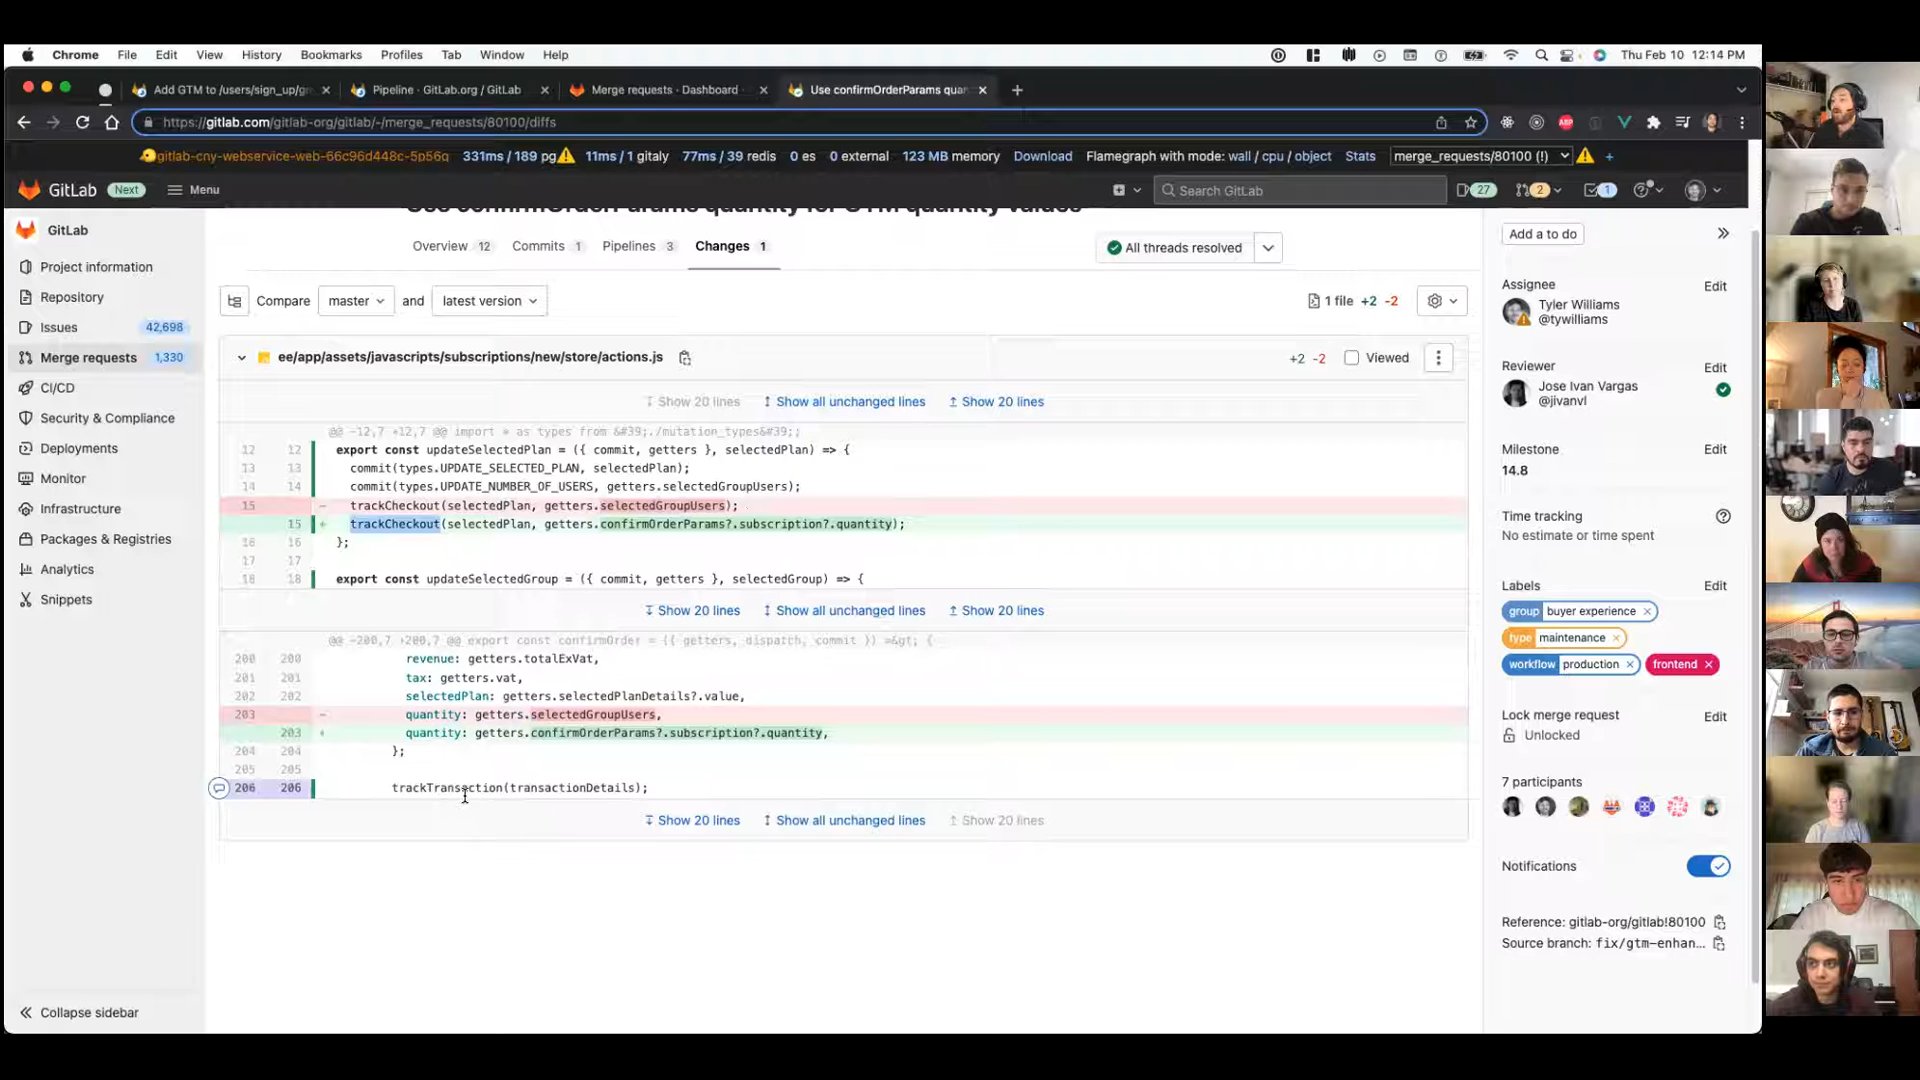 Chrome File Edit View History Bookmarks Profiles Tab Window Help Thu Feb 10 12:14 PM
Add GTM to /users/sign_up/gr Pipeline · GitLab.org / GitLab Merge requests · Dashboard · Use confirmOrderParams quan
https://gitlab.com/gitlab-org/gitlab/-/merge_requests/80100/diffs
gitlab-cny-webservice-web-66c96d448c-5p56q 331ms / 189 pg 11ms / 1 gitaly 77ms / 39 redis 0 es 0 external 123 MB memory Download Flamegraph with mode: wall / cpu / object Stats merge_requests/80100 (!) +
GitLab Next Menu Search GitLab 27 2 1
Use confirmOrderParams quantity for GTM quantity values
GitLab
Project information
Repository
Issues 42,698
Merge requests 1,330
CI/CD
Security & Compliance
Deployments
Monitor
Infrastructure
Packages & Registries
Analytics
Snippets
Collapse sidebar
Overview 12 Commits 1 Pipelines 3 Changes 1 All threads resolved
Compare master and latest version 1 file +2 -2
ee/app/assets/javascripts/subscriptions/new/store/actions.js +2 -2 Viewed
Show 20 lines Show all unchanged lines Show 20 lines
@@ -12,7 +12,7 @@ import * as types from &#39;./mutation_types&#39;;
12 12 export const updateSelectedPlan = ({ commit, getters }, selectedPlan) => {
13 13 commit(types.UPDATE_SELECTED_PLAN, selectedPlan);
14 14 commit(types.UPDATE_NUMBER_OF_USERS, getters.selectedGroupUsers);
15 - trackCheckout(selectedPlan, getters.selectedGroupUsers);
15 + trackCheckout(selectedPlan, getters.confirmOrderParams?.subscription?.quantity);
16 16 };
17 17
18 18 export const updateSelectedGroup = ({ commit, getters }, selectedGroup) => {
Show 20 lines Show all unchanged lines Show 20 lines
@@ -200,7 +200,7 @@ export const confirmOrder = ({ getters, dispatch, commit }) =&gt; {
200 200 revenue: getters.totalExVat,
201 201 tax: getters.vat,
202 202 selectedPlan: getters.selectedPlanDetails?.value,
203 - quantity: getters.selectedGroupUsers,
203 + quantity: getters.confirmOrderParams?.subscription?.quantity,
204 204 };
205 205
206 206 trackTransaction(transactionDetails);
Show 20 lines Show all unchanged lines Show 20 lines
Add a to do
Assignee Edit
Tyler Williams
@tywilliams
Reviewer Edit
Jose Ivan Vargas
@jivanvl
Milestone Edit
14.8
Time tracking
No estimate or time spent
Labels Edit
group buyer experience
type maintenance
workflow production frontend
Lock merge request Edit
Unlocked
7 participants
Notifications
Reference: gitlab-org/gitlab!80100
Source branch: fix/gtm-enhan...